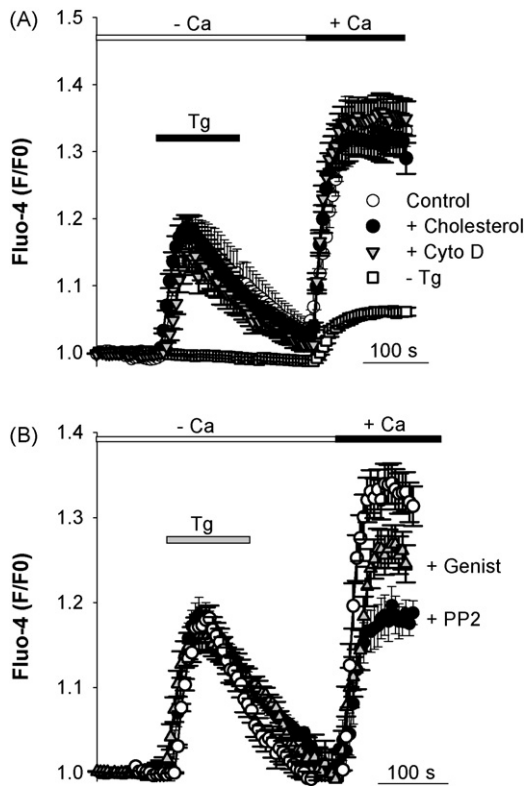 (A)
- Ca + Ca
1.5
1.4
1.3
1.2
1.1
1.0
Fluo-4 (F/F0)
Tg
Control
+ Cholesterol
+ Cyto D
- Tg
100 s
(B)
- Ca + Ca
1.4
1.3
1.2
1.1
1.0
Fluo-4 (F/F0)
Tg
+ Genist
+ PP2
100 s